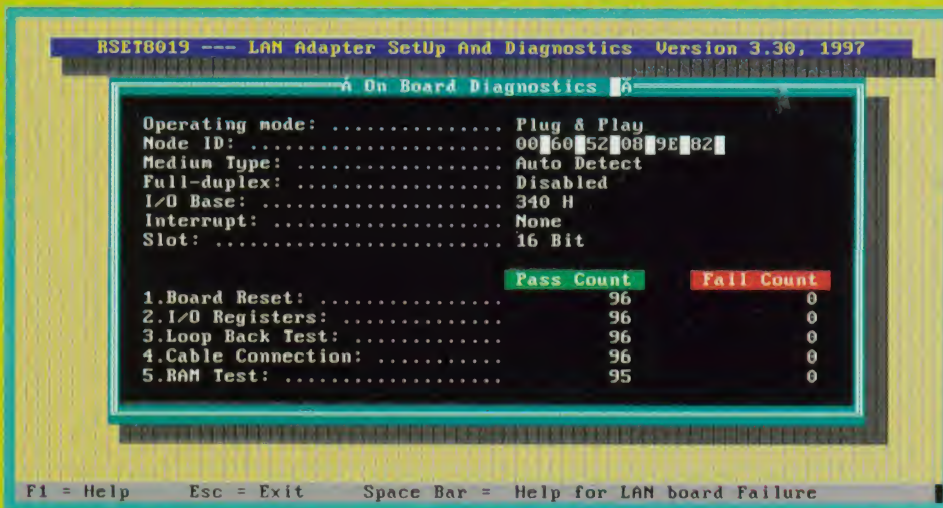 RSET8019 --- LAN Adapter SetUp And Diagnostics Version 3.30, 1997
Á On Board Diagnostics █Ä
Operating mode: ............... Plug & Play
Node ID: ...................... 00█60█52█08█9E█82█
Medium Type: .................. Auto Detect
Full-duplex: .................. Disabled
I/O Base: ..................... 340 H
Interrupt: .................... None
Slot: ......................... 16 Bit
Pass Count Fail Count
1.Board Reset: ................ 96 0
2.I/O Registers: .............. 96 0
3.Loop Back Test: ............. 96 0
4.Cable Connection: ........... 96 0
5.RAM Test: ................... 95 0
F1 = Help Esc = Exit Space Bar = Help for LAN board Failure